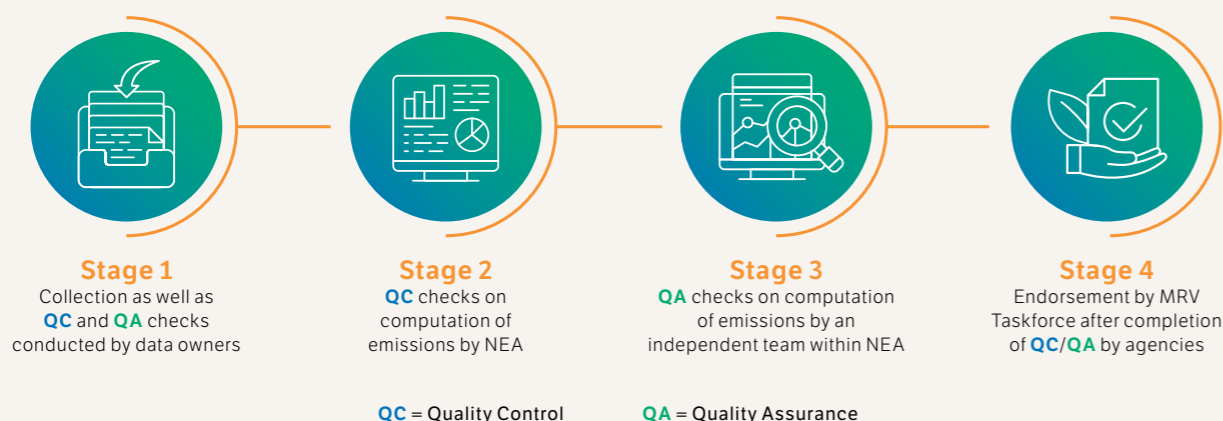 Stage 1
Collection as well as
QC and QA checks
conducted by data owners
Stage 2
QC checks on
computation of
emissions by NEA
Stage 3
QA checks on computation
of emissions by an
independent team within NEA
Stage 4
Endorsement by MRV
Taskforce after completion
of QC/QA by agencies
QC = Quality Control
QA = Quality Assurance